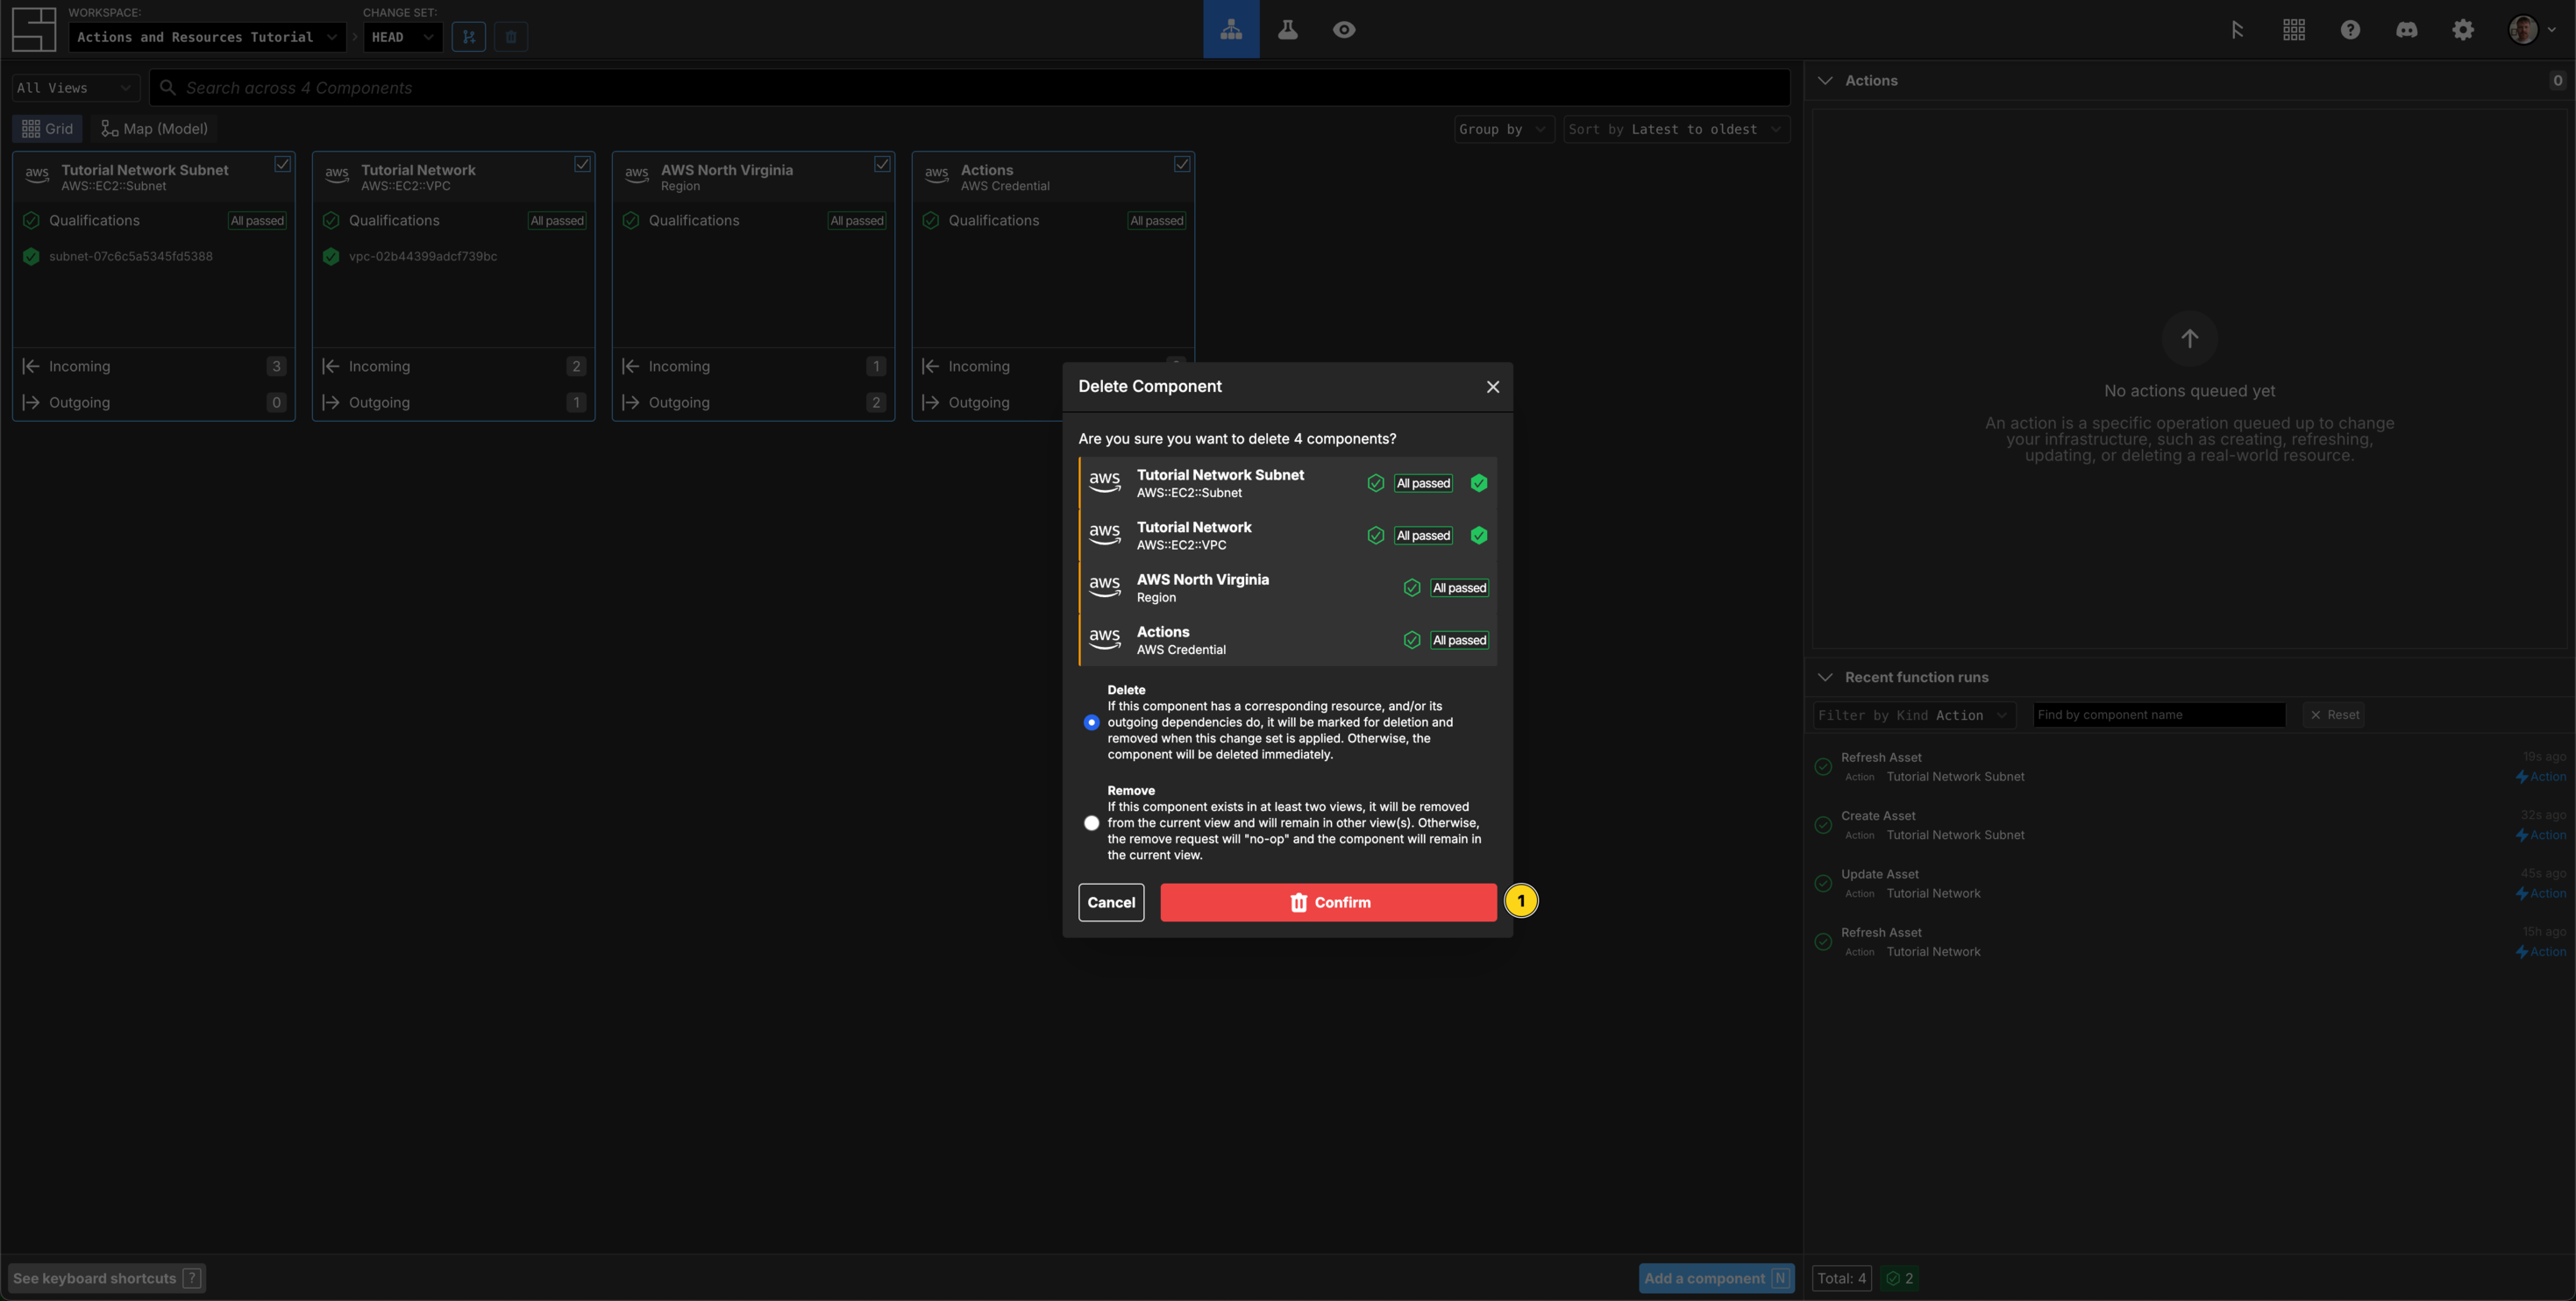 WORKSPACE:
Actions and Resources Tutorial
CHANGE SET:
HEAD
All Views
Search across 4 Components
Grid
Map (Model)
Group by
Sort by Latest to oldest
aws
Tutorial Network Subnet
AWS::EC2::Subnet
Qualifications
All passed
subnet-07c6c5a5345fd5388
Incoming
3
Outgoing
0
aws
Tutorial Network
AWS::EC2::VPC
Qualifications
All passed
vpc-02b44399adcf739bc
Incoming
2
Outgoing
1
aws
AWS North Virginia
Region
Qualifications
All passed
Incoming
1
Outgoing
2
aws
Actions
AWS Credential
Qualifications
All passed
Incoming
Outgoing
Delete Component
Are you sure you want to delete 4 components?
aws
Tutorial Network Subnet
AWS::EC2::Subnet
All passed
aws
Tutorial Network
AWS::EC2::VPC
All passed
aws
AWS North Virginia
Region
All passed
aws
Actions
AWS Credential
All passed
Delete
If this component has a corresponding resource, and/or its
outgoing dependencies do, it will be marked for deletion and
removed when this change set is applied. Otherwise, the
component will be deleted immediately.
Remove
If this component exists in at least two views, it will be removed
from the current view and will remain in other view(s). Otherwise,
the remove request will "no-op" and the component will remain in
the current view.
Cancel
Confirm
1
Actions
0
No actions queued yet
An action is a specific operation queued up to change
your infrastructure, such as creating, refreshing,
updating, or deleting a real-world resource.
Recent function runs
Filter by Kind Action
Find by component name
Reset
Refresh Asset
19s ago
Action Tutorial Network Subnet
Action
Create Asset
32s ago
Action Tutorial Network Subnet
Action
Update Asset
45s ago
Action Tutorial Network
Action
Refresh Asset
15h ago
Action Tutorial Network
Action
See keyboard shortcuts ?
Add a component N
Total: 4
2